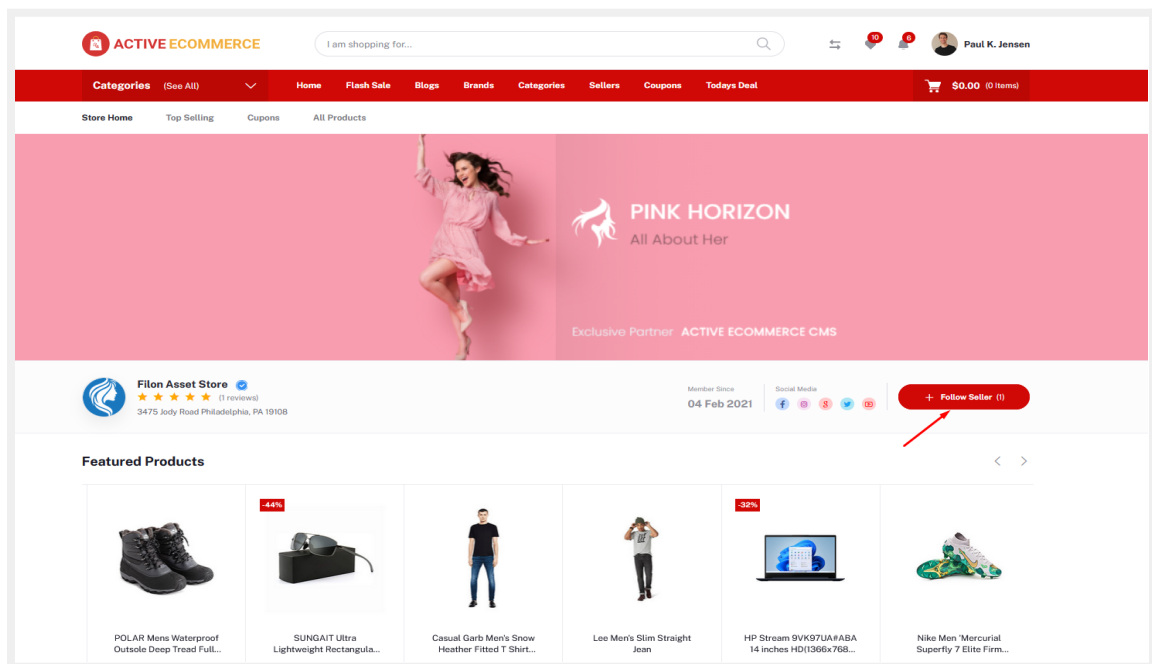 ACTIVE ECOMMERCE
I am shopping for...
10
6
Paul K. Jensen
Categories (See All)
Home Flash Sale Blogs Brands Categories Sellers Coupons Todays Deal
$0.00 (0 Items)
Store Home Top Selling Cupons All Products
PINK HORIZON
All About Her
Exclusive Partner ACTIVE ECOMMERCE CMS
Filon Asset Store
(1 reviews)
3475 Jody Road Philadelphia, PA 19108
Member Since
04 Feb 2021
Social Media
+ Follow Seller (1)
Featured Products
-44%
-32%
POLAR Mens Waterproof
Outsole Deep Tread Full...
SUNGAIT Ultra
Lightweight Rectangula...
Casual Garb Men's Snow
Heather Fitted T Shirt...
Lee Men's Slim Straight
Jean
HP Stream 9VK97UA#ABA
14 inches HD(1366x768...
Nike Men 'Mercurial
Superfly 7 Elite Firm...